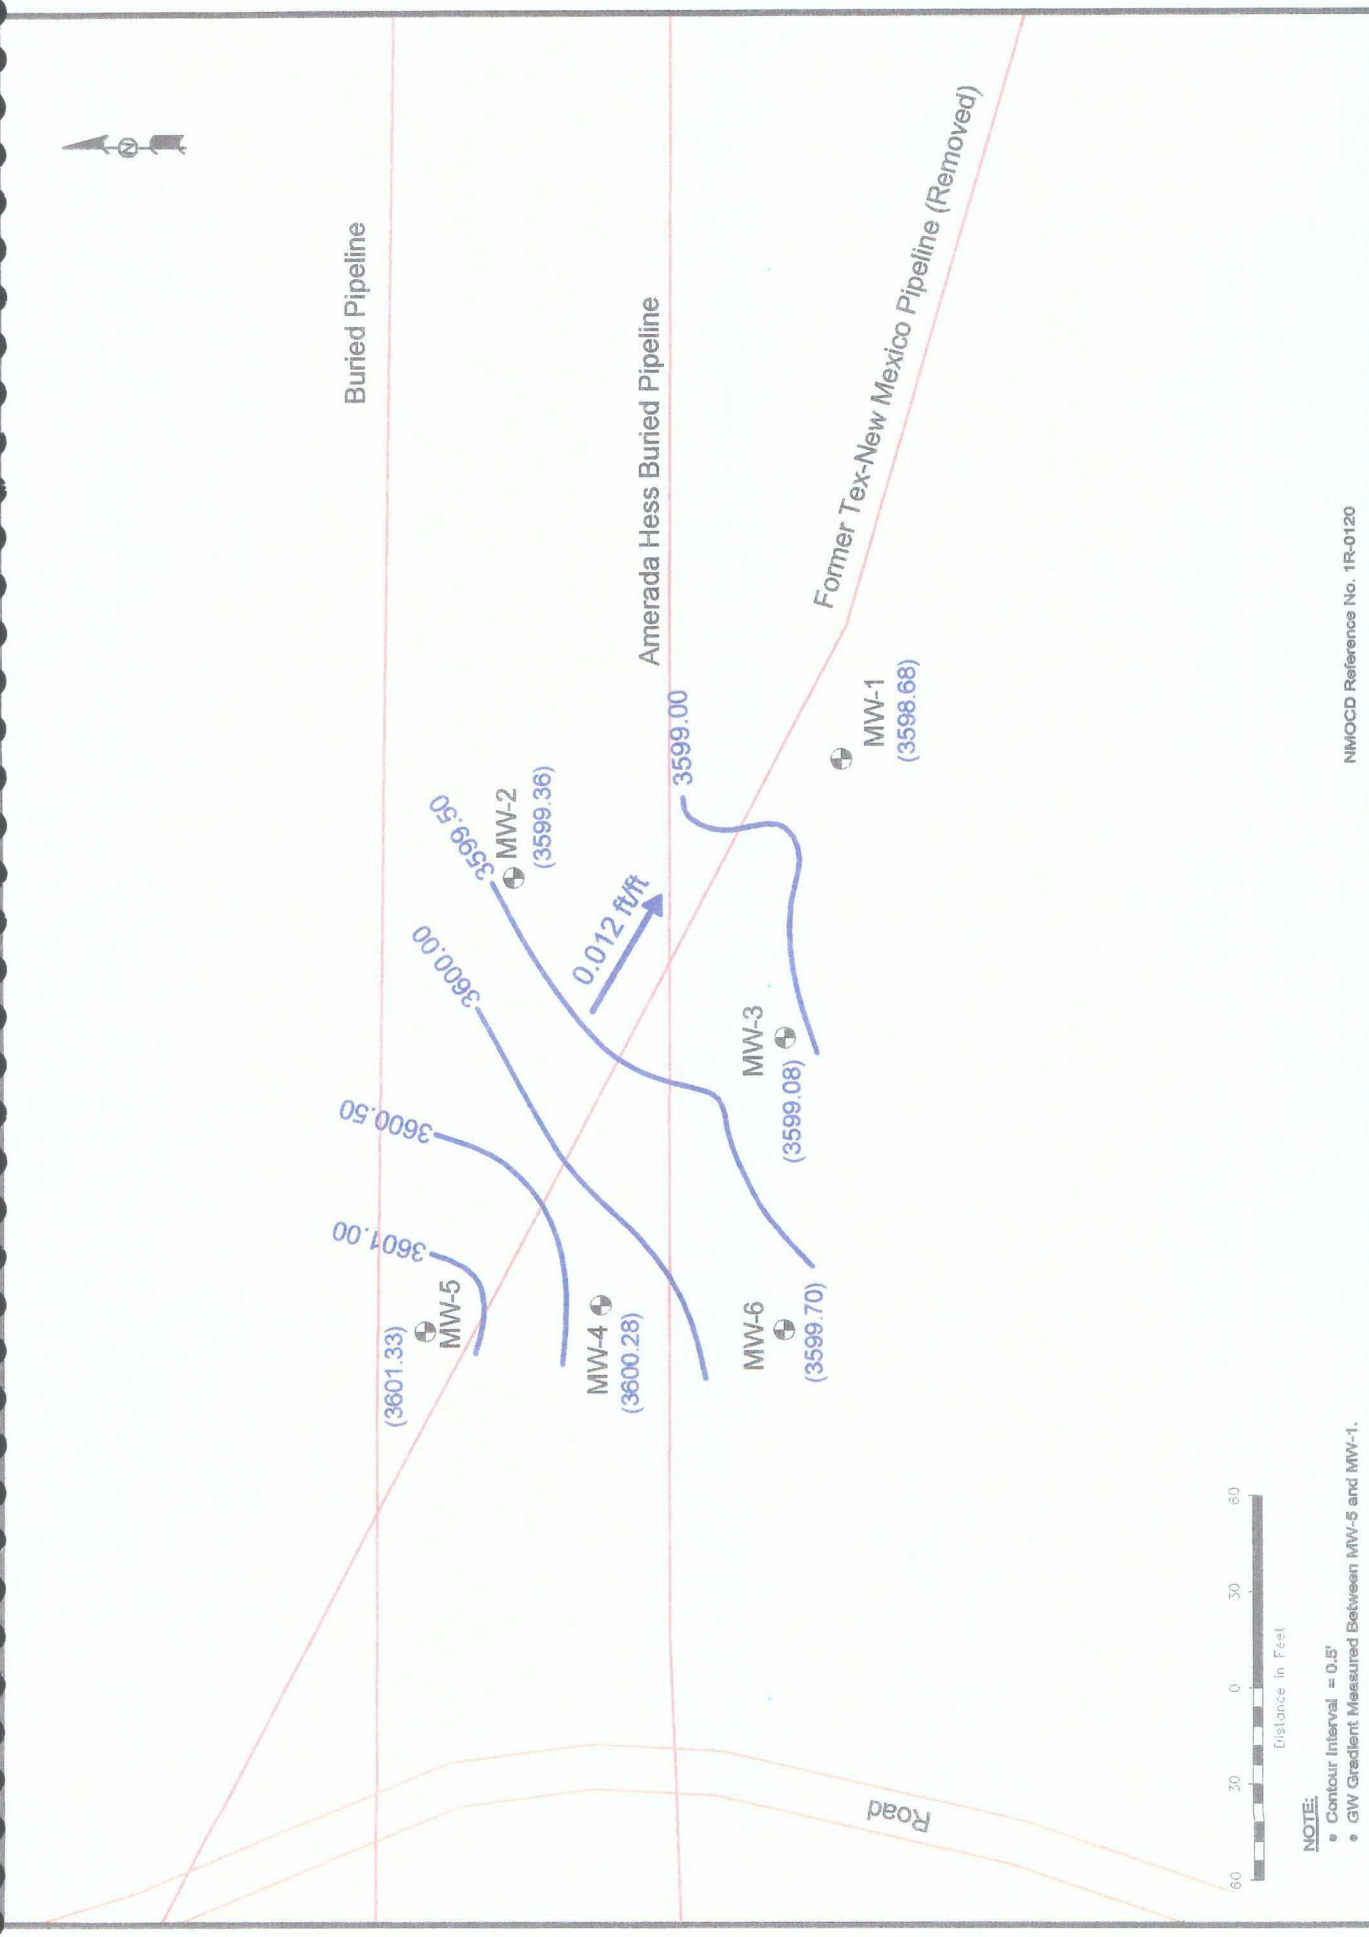 N
Buried Pipeline
Amerada Hess Buried Pipeline
Former Tex-New Mexico Pipeline (Removed)
3601.00
3600.50
3600.00
3599.50
3599.00
(3601.33)
MW-5
MW-4
(3600.28)
MW-2
(3599.36)
0.012 ft/ft
MW-6
(3599.70)
MW-3
(3599.08)
MW-1
(3598.68)
Road
60 30 0 30 60
Distance in Feet
NOTE:
• Contour Interval = 0.5'
• GW Gradient Measured Between MW-5 and MW-1.
NMOCD Reference No. 1R-0120